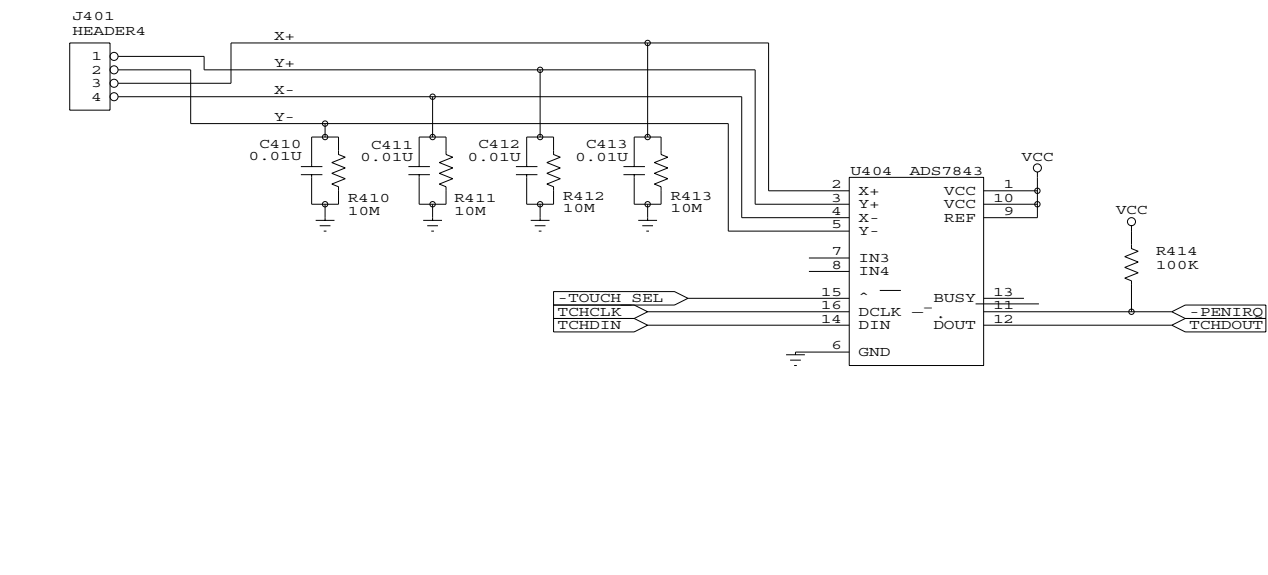 J401
HEADER4
1
2
3
4
X+
Y+
X-
Y-
C410
0.01U
R410
10M
C411
0.01U
R411
10M
C412
0.01U
R412
10M
C413
0.01U
R413
10M
U404 ADS7843
2 X+
3 Y+
4 X-
5 Y-
7 IN3
8 IN4
15 ^
16 DCLK
14 DIN
6 GND
VCC 1
VCC 10
REF 9
BUSY 13
11
DOUT 12
VCC
VCC
R414
100K
-TOUCH_SEL
TCHCLK
TCHDIN
-PENIRQ
TCHDOUT